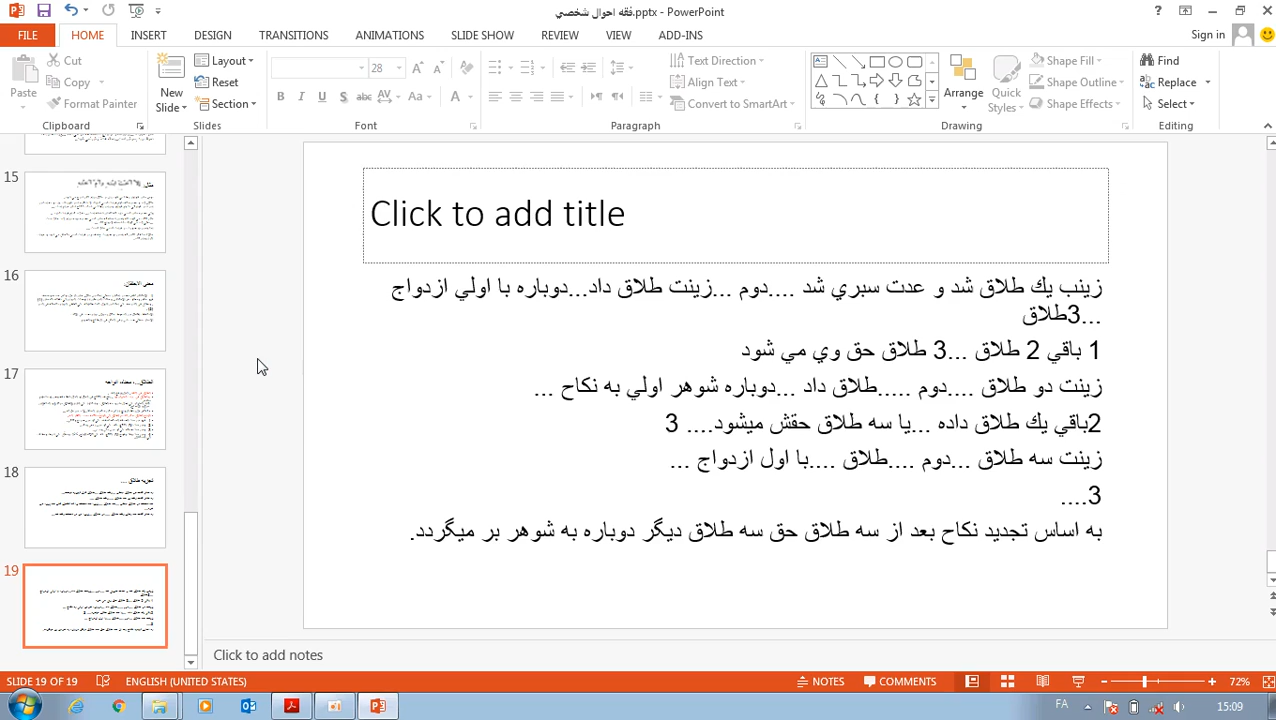 فقه احوال شخصي.pptx - PowerPoint
FILE HOME INSERT DESIGN TRANSITIONS ANIMATIONS SLIDE SHOW REVIEW VIEW ADD-INS Sign in
Paste Cut Copy Format Painter
New Slide Layout Reset Section
28
Text Direction Align Text Convert to SmartArt
Arrange Quick Styles Shape Fill Shape Outline Shape Effects
Find Replace Select
Clipboard Slides Font Paragraph Drawing Editing
15
16
17
18
19
Click to add title
زينب يك طلاق شد و عدت سبري شد ....دوم ...زينت طلاق داد...دوباره با اولي ازدواج
...3طلاق
1 باقي 2 طلاق ...3 طلاق حق وي مي شود
زينت دو طلاق ....دوم .....طلاق داد ...دوباره شوهر اولي به نكاح ...
2باقي يك طلاق داده ...يا سه طلاق حقش ميشود.... 3
زينت سه طلاق ...دوم ....طلاق ....با اول ازدواج ...
3....
به اساس تجديد نكاح بعد از سه طلاق حق سه طلاق ديگر دوباره به شوهر بر ميگردد.
Click to add notes
SLIDE 19 OF 19 ENGLISH (UNITED STATES) NOTES COMMENTS 72%
FA 15:09